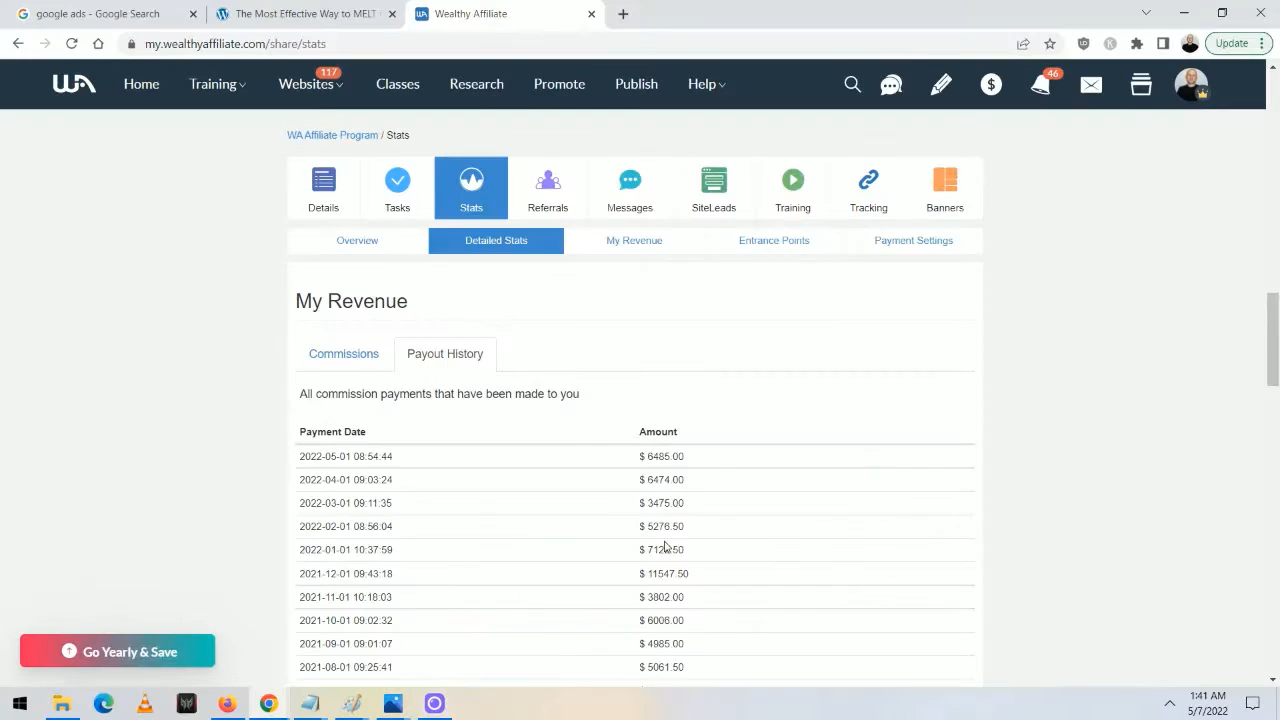 google ads - Google Search
The Most Effective Way to MELT
Wealthy Affiliate
my.wealthyaffiliate.com/share/stats
Update
WA
Home
Training
Websites
117
Classes
Research
Promote
Publish
Help
46
WA Affiliate Program / Stats
Details
Tasks
Stats
Referrals
Messages
SiteLeads
Training
Tracking
Banners
Overview
Detailed Stats
My Revenue
Entrance Points
Payment Settings
My Revenue
Commissions
Payout History
All commission payments that have been made to you
Payment Date Amount
2022-05-01 08:54:44 $ 6485.00
2022-04-01 09:03:24 $ 6474.00
2022-03-01 09:11:35 $ 3475.00
2022-02-01 08:56:04 $ 5276.50
2022-01-01 10:37:59
2021-12-01 09:43:18 $ 11547.50
2021-11-01 10:18:03 $ 3802.00
2021-10-01 09:02:32 $ 6006.00
2021-09-01 09:01:07 $ 4985.00
2021-08-01 09:25:41 $ 5061.50
Go Yearly & Save
1:41 AM
5/7/2022